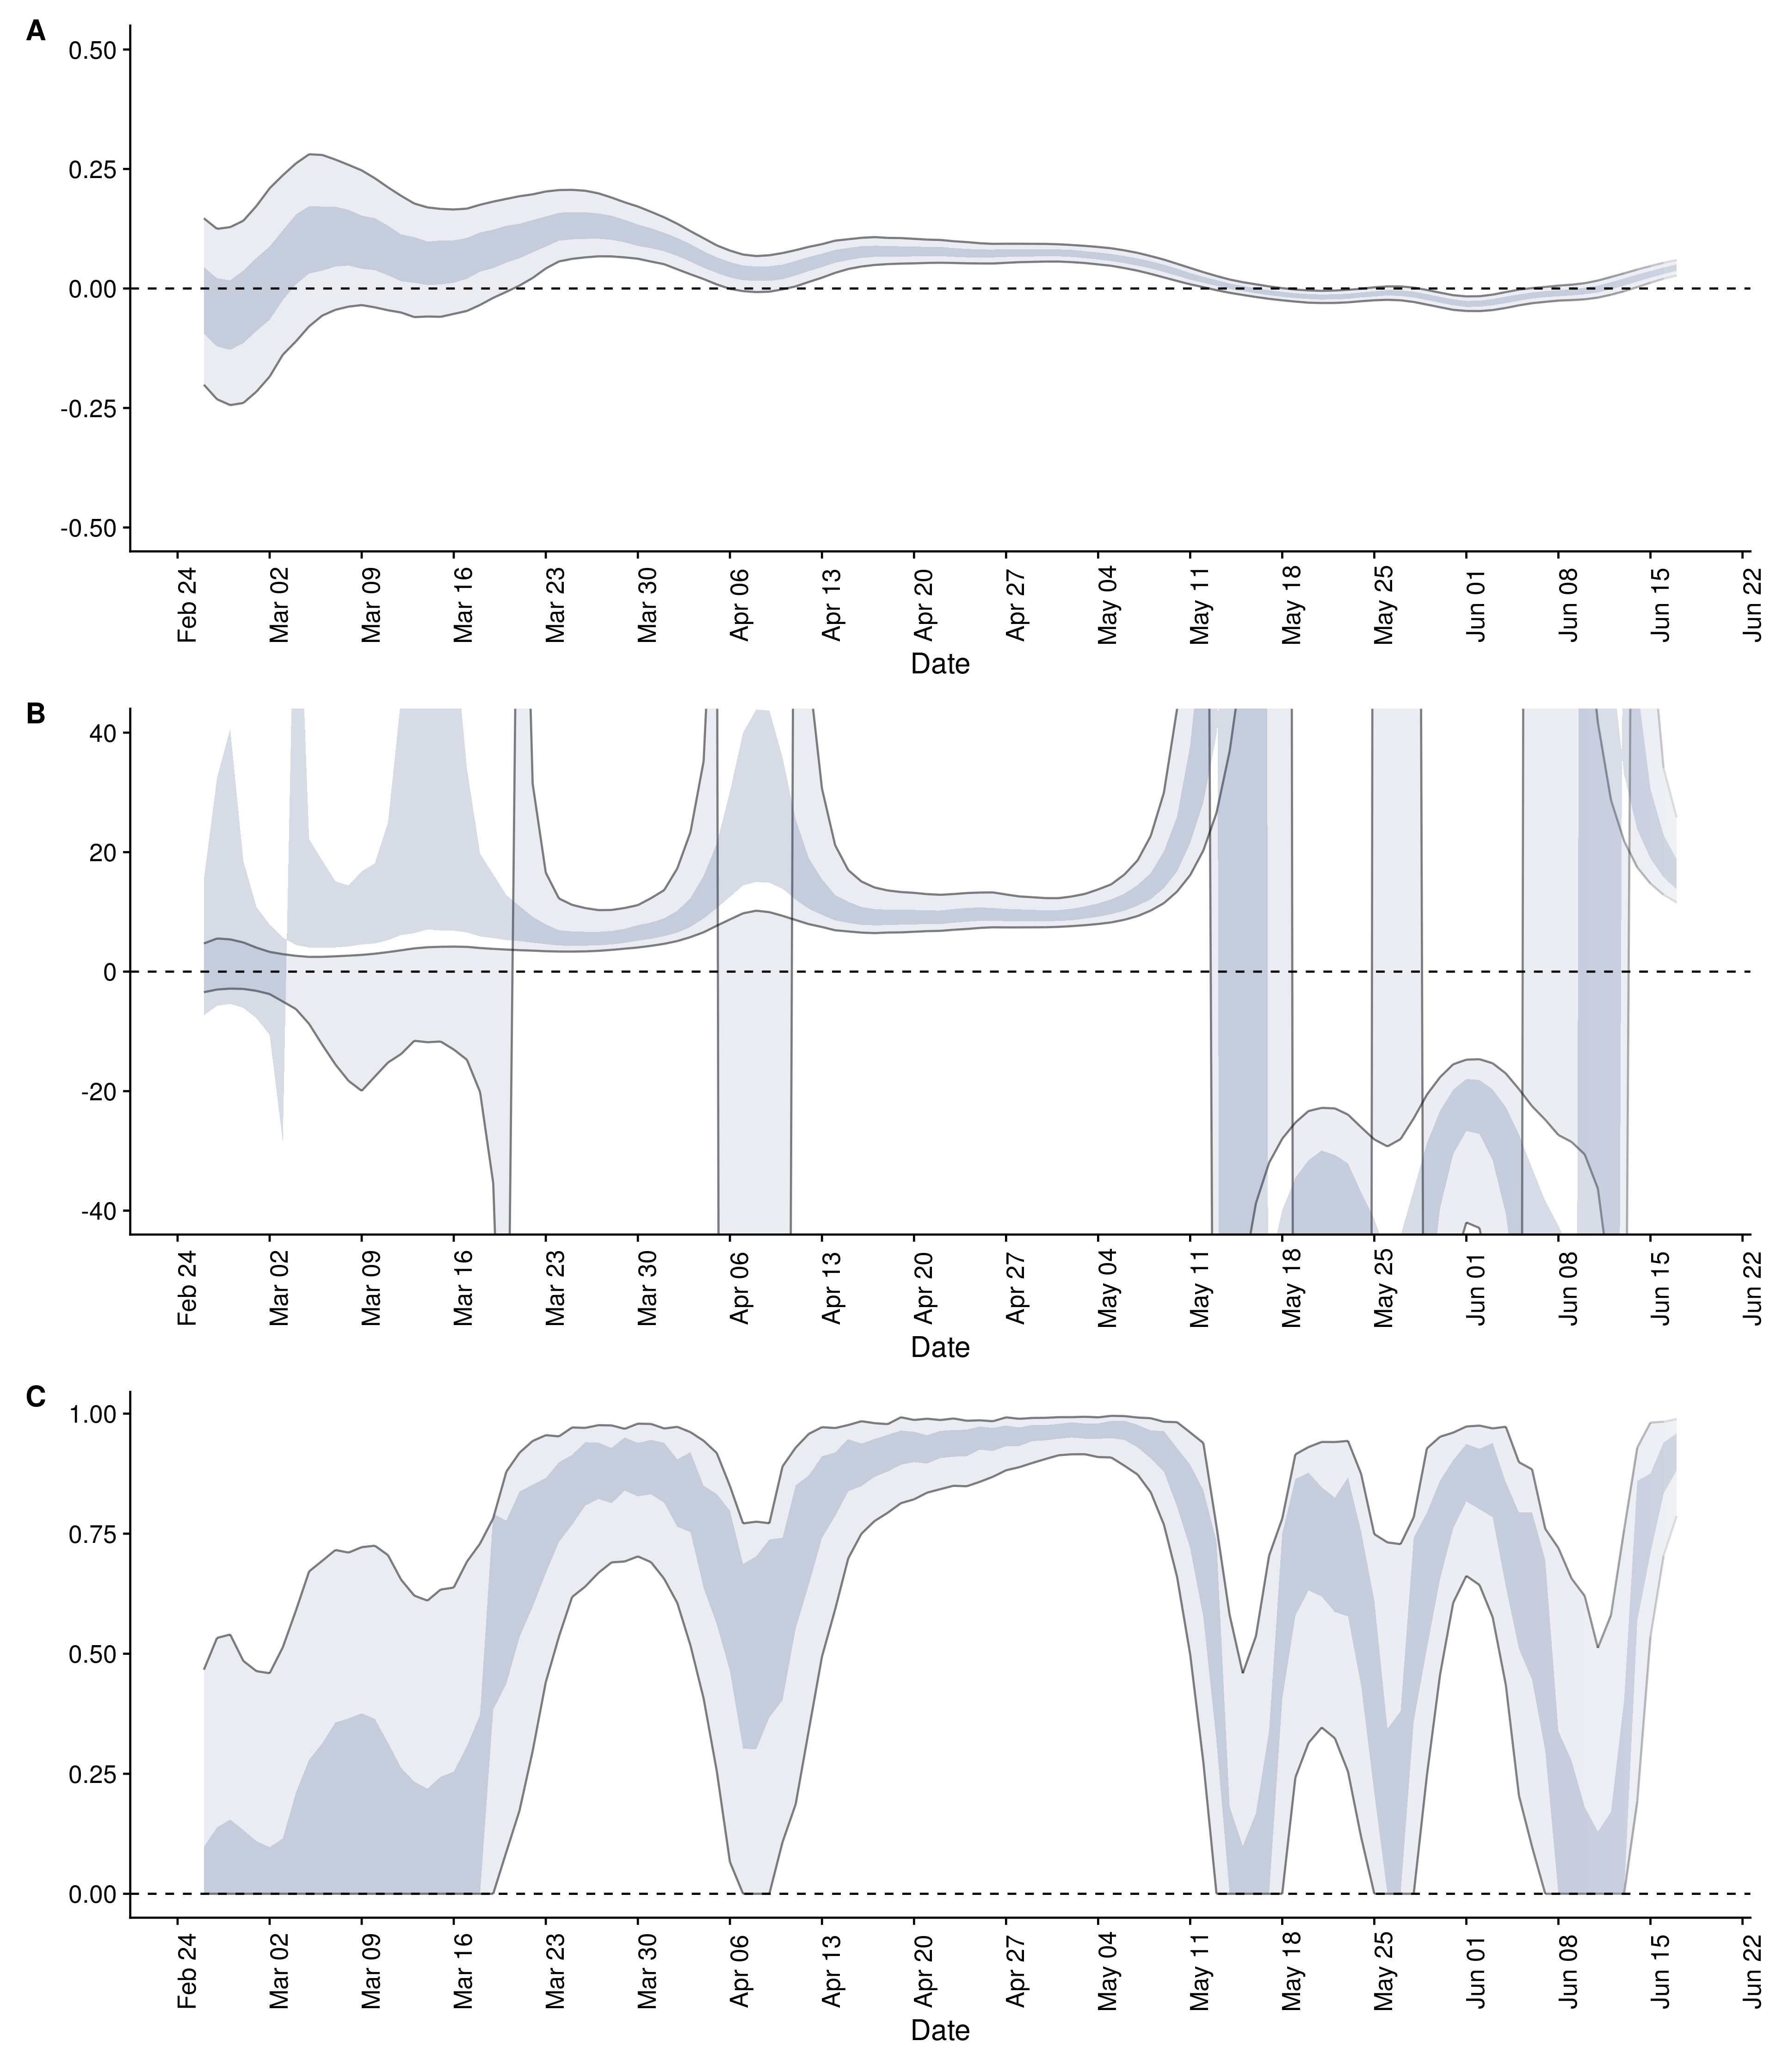 A
0.50
0.25
0.00
-0.25
-0.50
Feb 24
Mar 02
Mar 09
Mar 16
Mar 23
Mar 30
Apr 06
Apr 13
Apr 20
Apr 27
May 04
May 11
May 18
May 25
Jun 01
Jun 08
Jun 15
Jun 22
Date
B
40
20
0
-20
-40
Feb 24
Mar 02
Mar 09
Mar 16
Mar 23
Mar 30
Apr 06
Apr 13
Apr 20
Apr 27
May 04
May 11
May 18
May 25
Jun 01
Jun 08
Jun 15
Jun 22
Date
C
1.00
0.75
0.50
0.25
0.00
Feb 24
Mar 02
Mar 09
Mar 16
Mar 23
Mar 30
Apr 06
Apr 13
Apr 20
Apr 27
May 04
May 11
May 18
May 25
Jun 01
Jun 08
Jun 15
Jun 22
Date